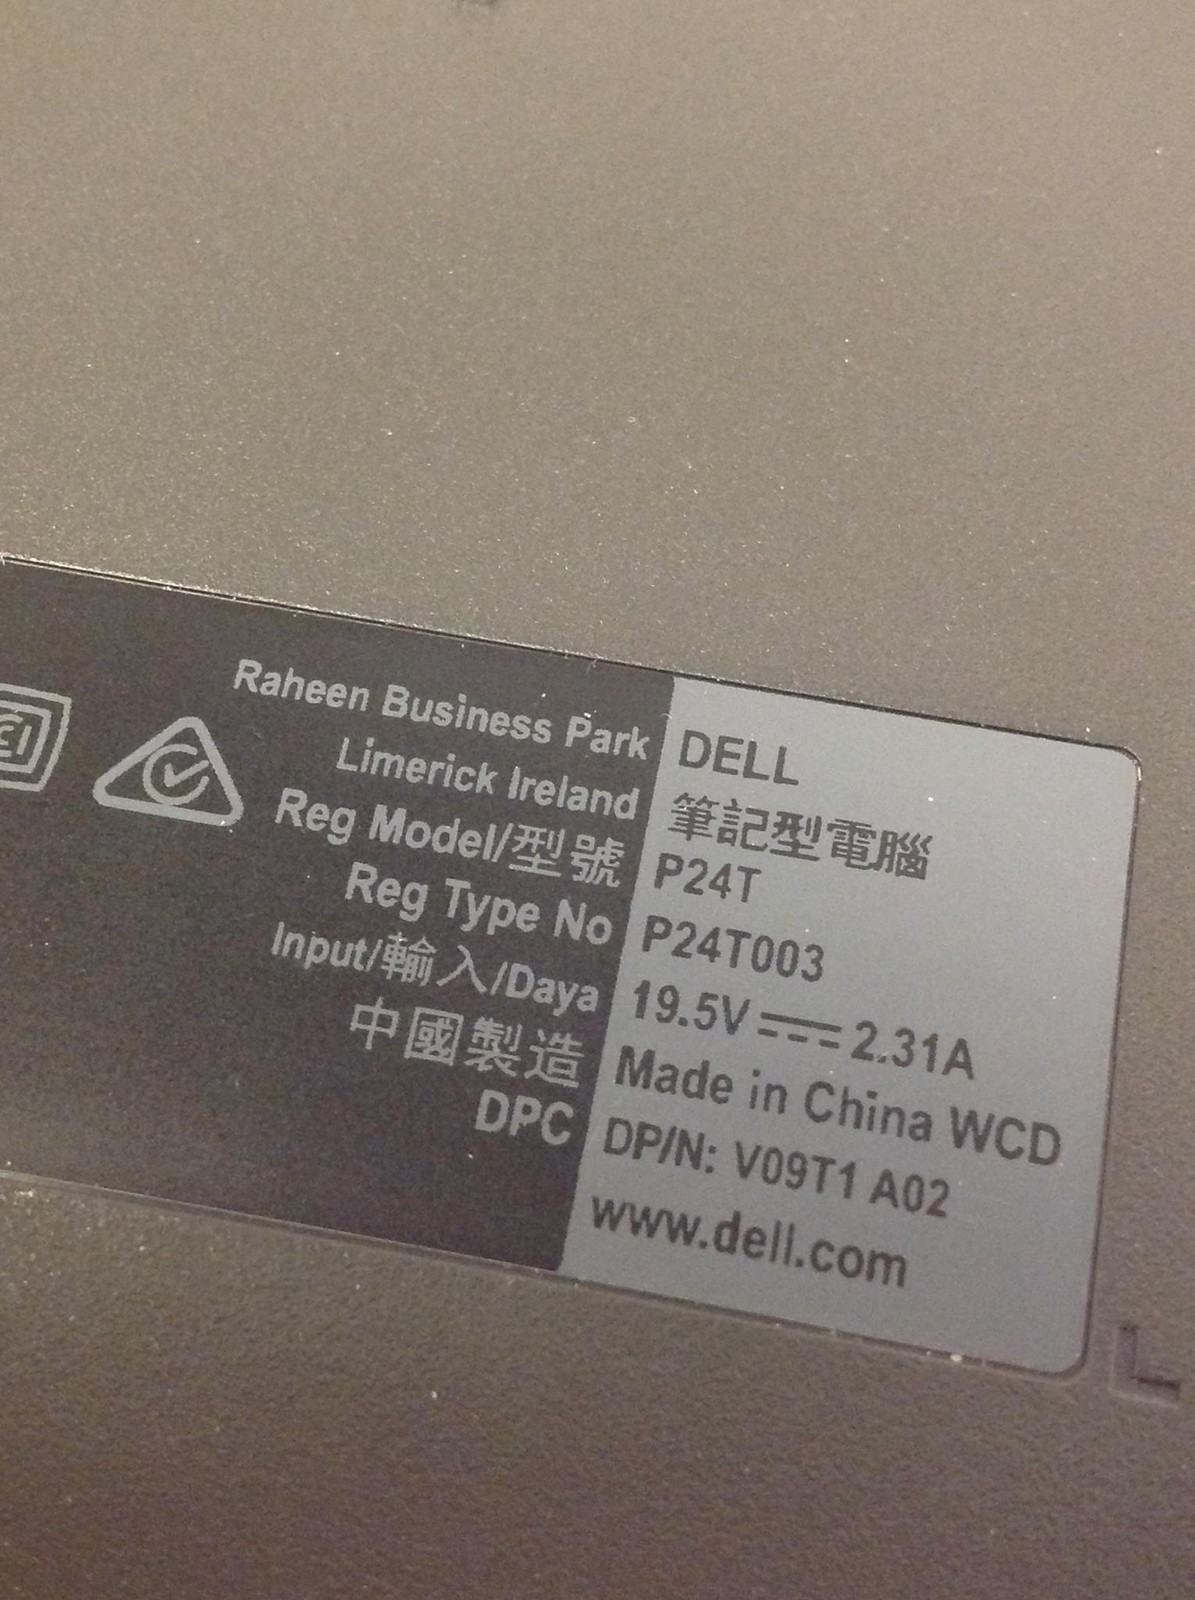 Raheen Business Park DELL
Limerick Ireland 筆記型電腦
Reg Model/型號 P24T
Reg Type No P24T003
Input/輸入/Daya 19.5V⎓2.31A
中國製造 Made in China WCD
DPC DP/N: V09T1 A02
www.dell.com